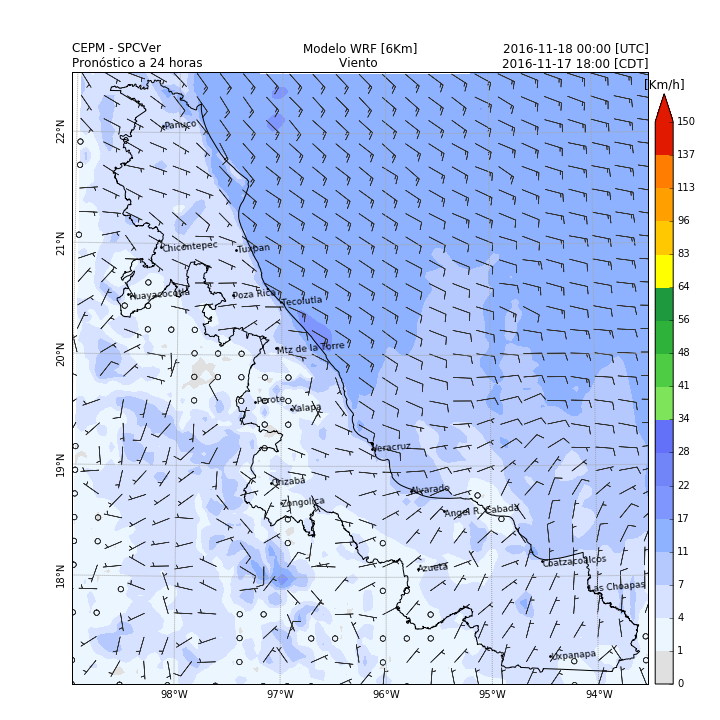 CEPM - SPCVer Modelo WRF [6Km] 2016-11-18 00:00 [UTC]
Pronóstico a 24 horas Viento 2016-11-17 18:00 [CDT]
[Km/h]
150
137
113
96
83
64
56
48
41
34
28
22
17
11
7
4
1
0
22°N
21°N
20°N
19°N
18°N
98°W 97°W 96°W 95°W 94°W
Panuco
Chicontepec
Tuxpan
Huayacocotla
Poza Rica
Tecolutla
Mtz de la Torre
Perote
Xalapa
Veracruz
Orizaba
Alvarado
Zongolica
Angel R. Cabada
Azueta
Coatzacoalcos
Las Choapas
Uxpanapa